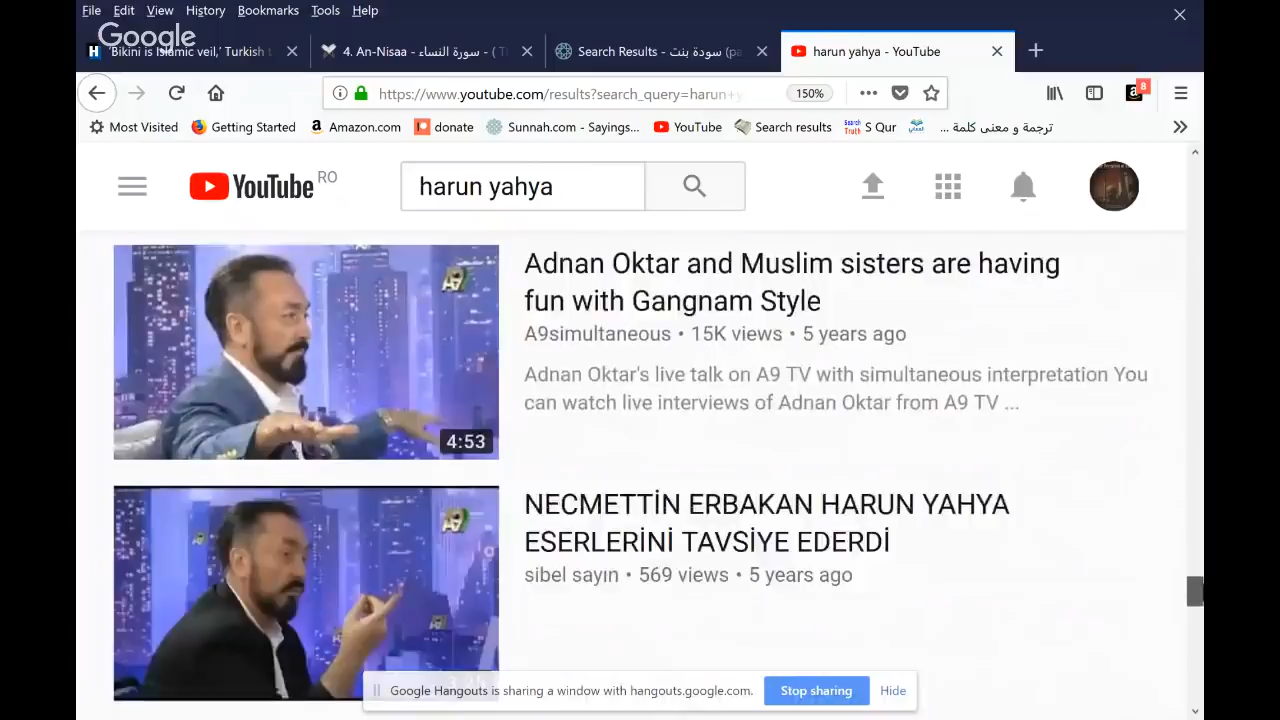 File Edit View History Bookmarks Tools Help
Google
'Bikini is Islamic veil,' Turkish t
4. An-Nisaa - سورة النساء - ( T
Search Results - سودة بنت (pa
harun yahya - YouTube
https://www.youtube.com/results?search_query=harun+y
150%
8
Most Visited Getting Started Amazon.com donate Sunnah.com - Sayings... YouTube Search results Search Truth S Qur ترجمة و معنى كلمة ...
YouTube RO
harun yahya
Adnan Oktar and Muslim sisters are having
fun with Gangnam Style
A9simultaneous • 15K views • 5 years ago
Adnan Oktar's live talk on A9 TV with simultaneous interpretation You
can watch live interviews of Adnan Oktar from A9 TV ...
A9
4:53
NECMETTİN ERBAKAN HARUN YAHYA
ESERLERİNİ TAVSİYE EDERDİ
sibel sayın • 569 views • 5 years ago
A9
Google Hangouts is sharing a window with hangouts.google.com.
Stop sharing
Hide